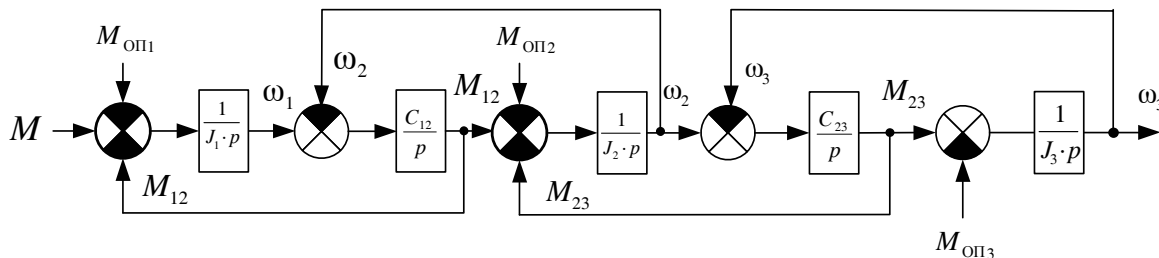 M_ОП1
M_ОП2
ω_2
ω_3
ω_1
M_12
ω_2
M_23
ω_3
M
1/(J_1·p)
C_12/p
1/(J_2·p)
C_23/p
1/(J_3·p)
M_12
M_23
M_ОП3